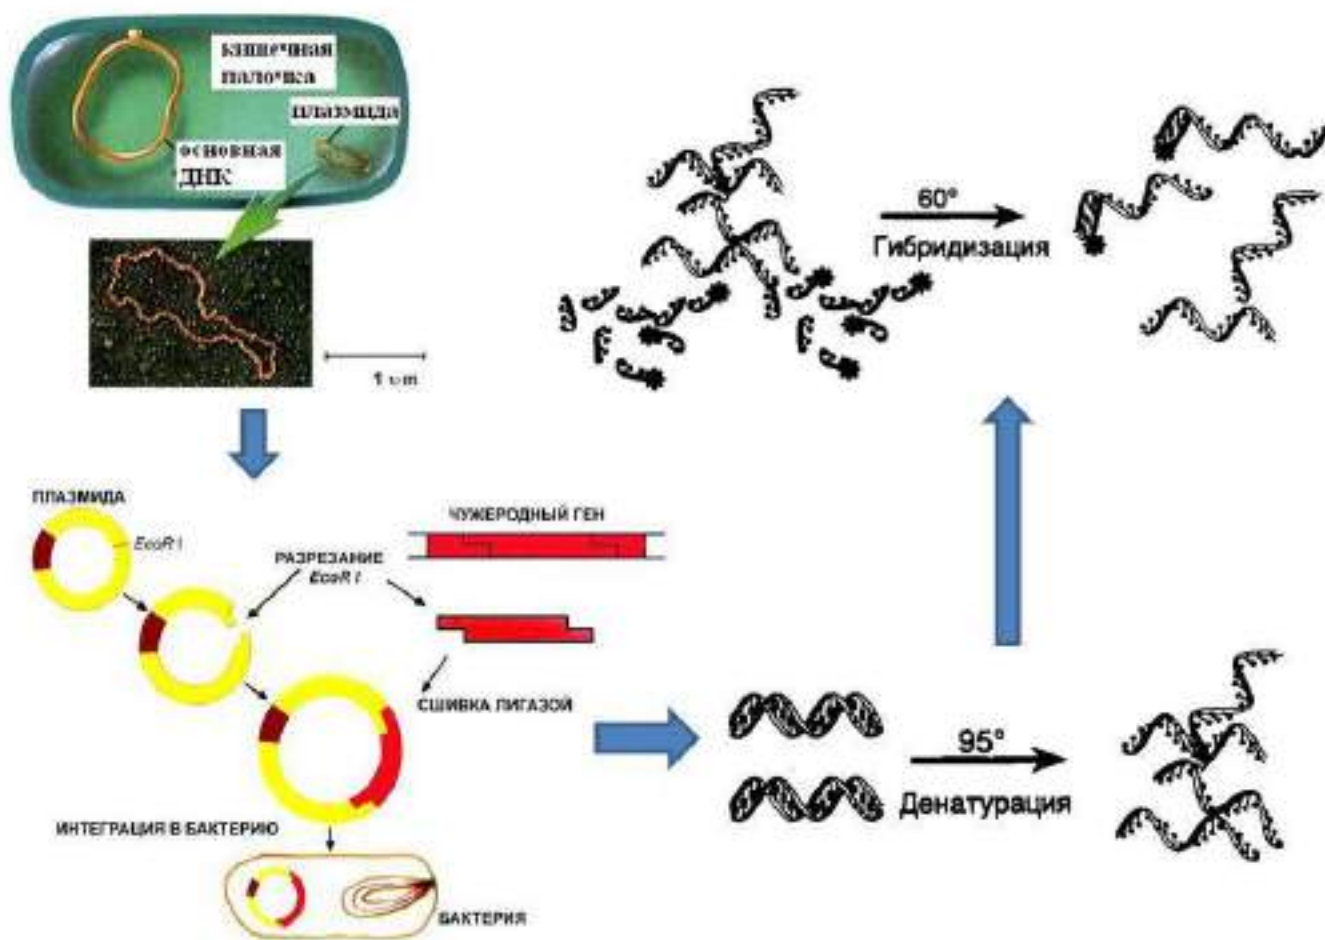 кишечная
палочка
плазмида
основная
ДНК
1 υm
ПЛАЗМИДА
EcoR I
ЧУЖЕРОДНЫЙ ГЕН
РАЗРЕЗАНИЕ
EcoR I
СШИВКА ЛИГАЗОЙ
ИНТЕГРАЦИЯ В БАКТЕРИЮ
БАКТЕРИЯ
60°
Гибридизация
95°
Денатурация